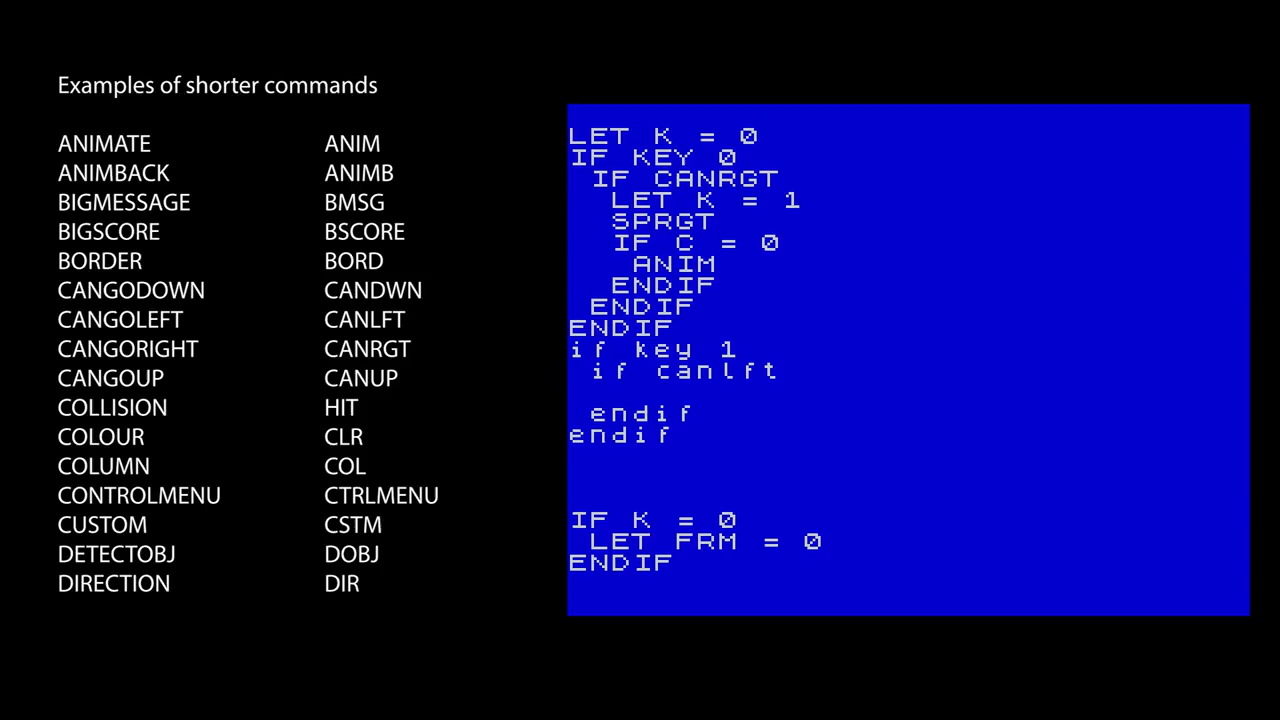 Examples of shorter commands
ANIMATE ANIM
ANIMBACK ANIMB
BIGMESSAGE BMSG
BIGSCORE BSCORE
BORDER BORD
CANGODOWN CANDWN
CANGOLEFT CANLFT
CANGORIGHT CANRGT
CANGOUP CANUP
COLLISION HIT
COLOUR CLR
COLUMN COL
CONTROLMENU CTRLMENU
CUSTOM CSTM
DETECTOBJ DOBJ
DIRECTION DIR
LET K = 0
IF KEY 0
IF CANRGT
LET K = 1
SPRGT
IF C = 0
ANIM
ENDIF
ENDIF
ENDIF
if key 1
if canlft
endif
endif
IF K = 0
LET FRM = 0
ENDIF